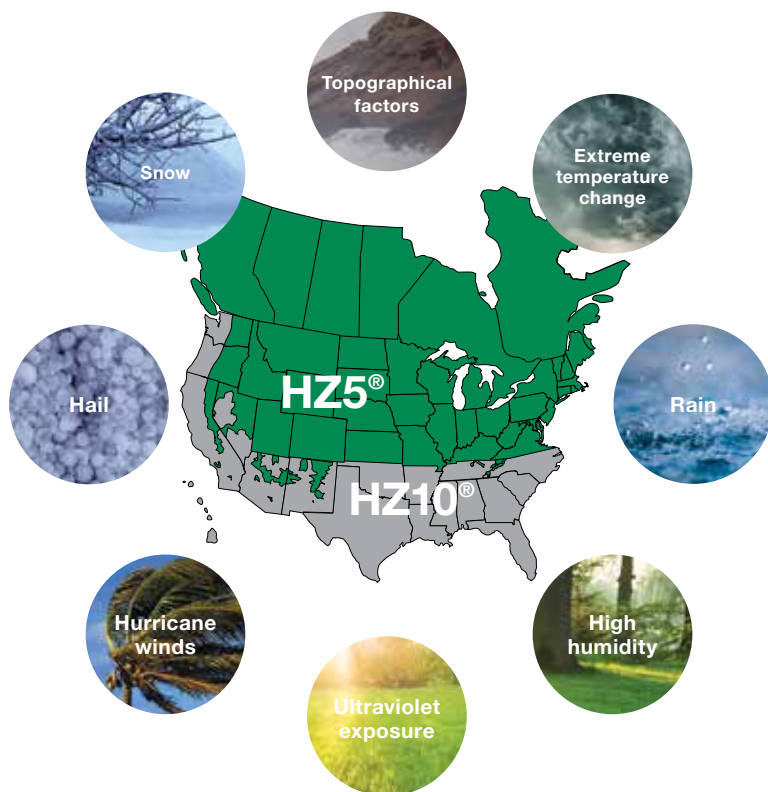 Topographical
factors
Snow
Extreme
temperature
change
HZ5®
Hail
Rain
HZ10®
Hurricane
winds
High
humidity
Ultraviolet
exposure